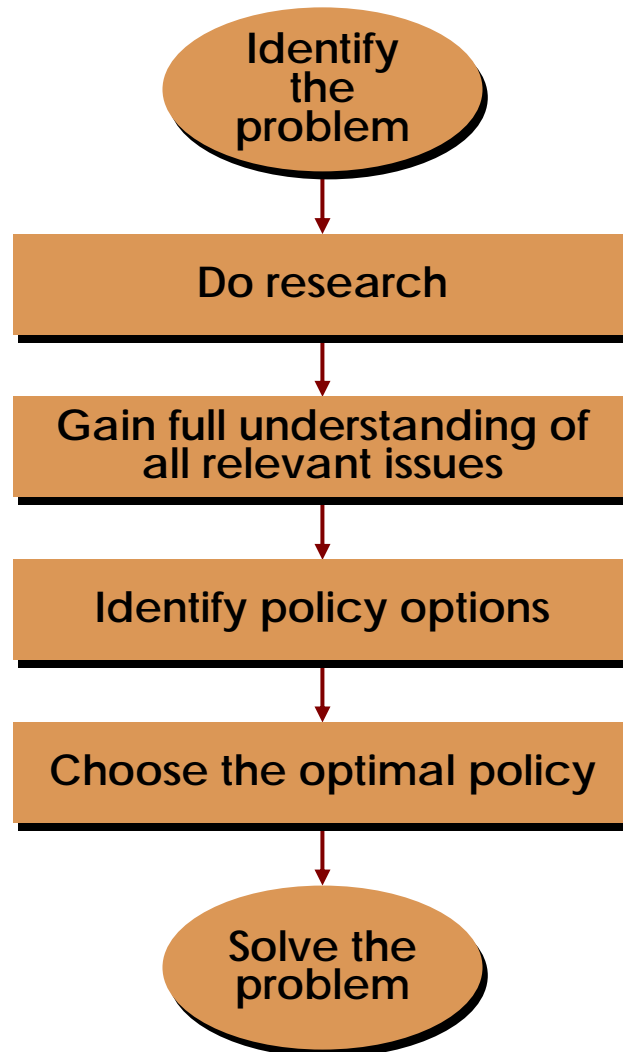 Identify
the
problem
Do research
Gain full understanding of
all relevant issues
Identify policy options
Choose the optimal policy
Solve the
problem